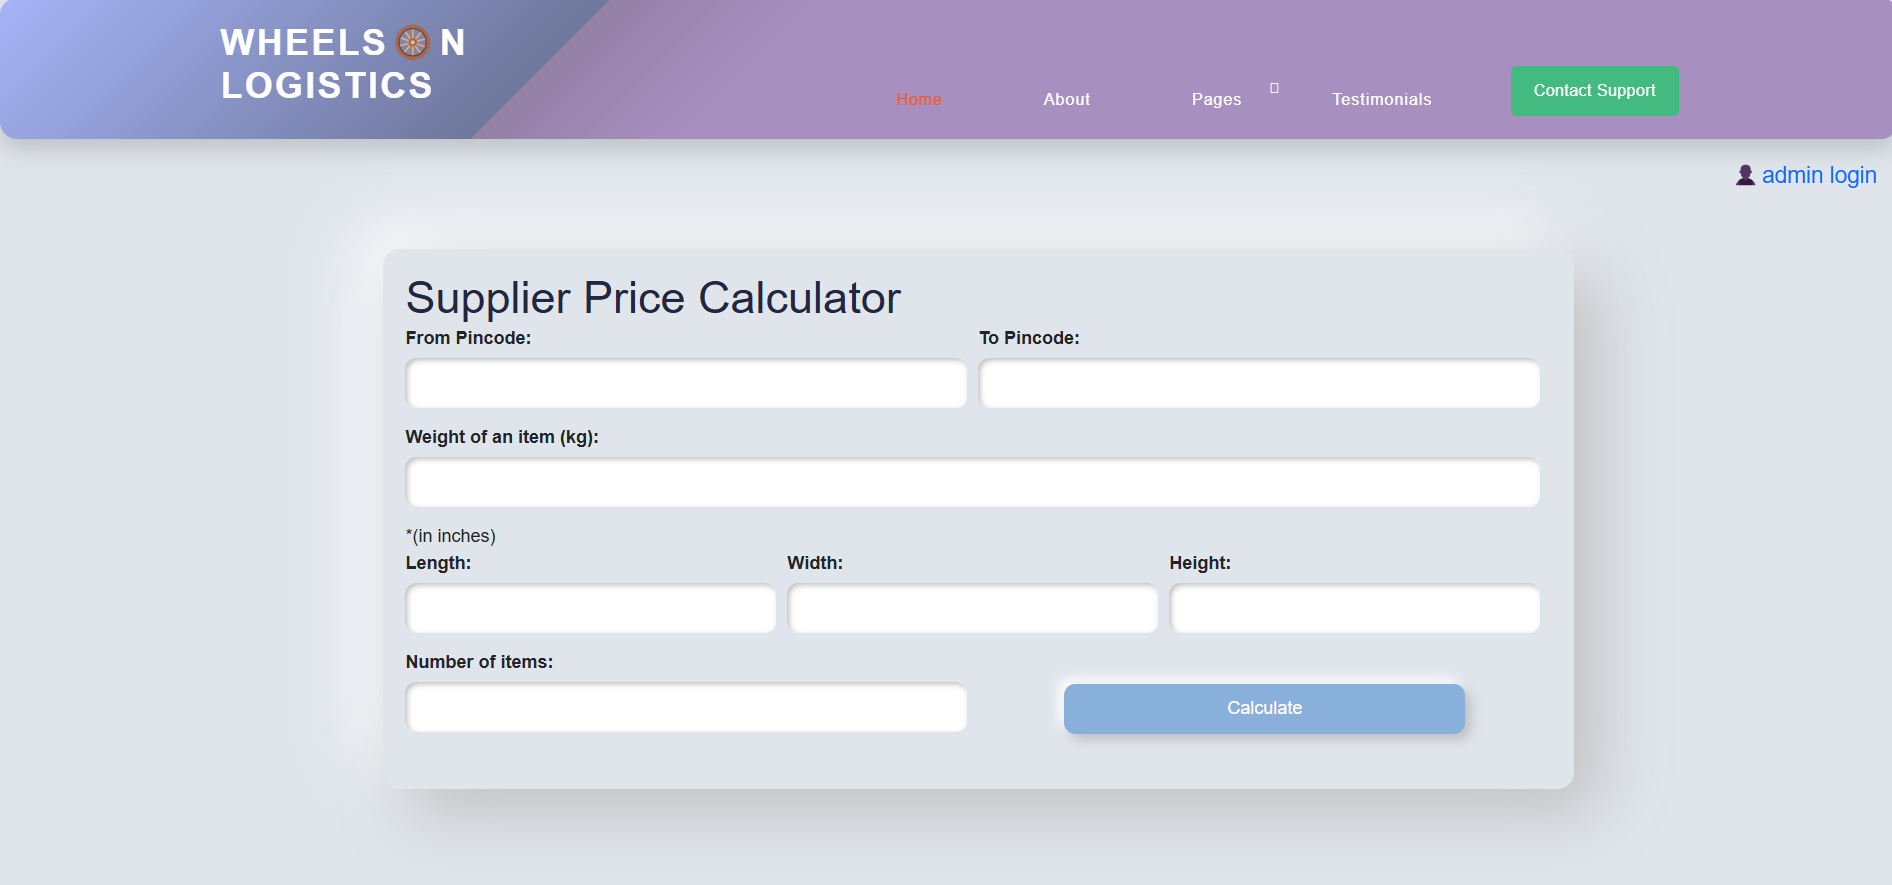 WHEELS N
LOGISTICS
Home About Pages Testimonials Contact Support
admin login
Supplier Price Calculator
From Pincode: To Pincode:
Weight of an item (kg):
*(in inches)
Length: Width: Height:
Number of items:
Calculate